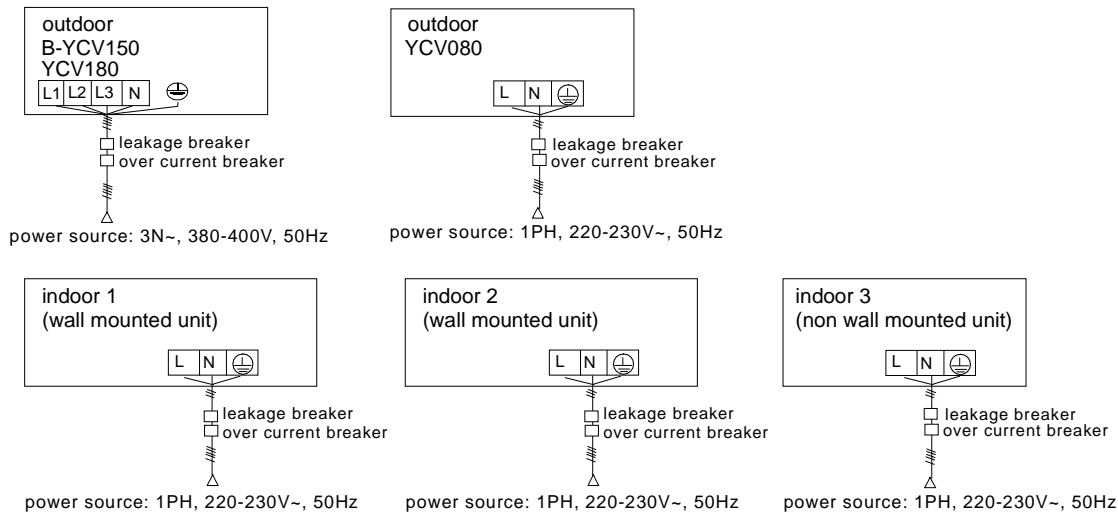 outdoor
B-YCV150
YCV180
L1 L2 L3 N
leakage breaker
over current breaker
power source: 3N~, 380-400V, 50Hz
outdoor
YCV080
L N
leakage breaker
over current breaker
power source: 1PH, 220-230V~, 50Hz
indoor 1
(wall mounted unit)
L N
leakage breaker
over current breaker
power source: 1PH, 220-230V~, 50Hz
indoor 2
(wall mounted unit)
L N
leakage breaker
over current breaker
power source: 1PH, 220-230V~, 50Hz
indoor 3
(non wall mounted unit)
L N
leakage breaker
over current breaker
power source: 1PH, 220-230V~, 50Hz